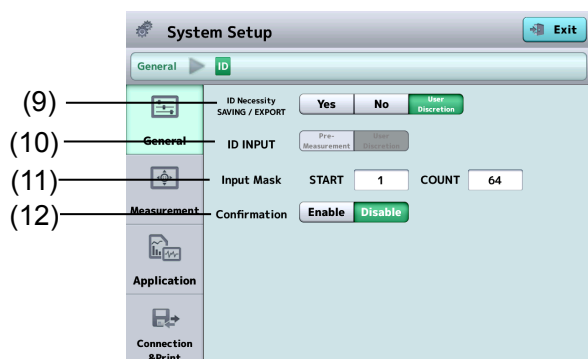 System Setup
Exit
General
ID
(9)
ID Necessity
SAVING / EXPORT
Yes
No
User
Discretion
General
(10)
ID INPUT
Pre-
Measurement
User
Discretion
(11)
Input Mask
START
1
COUNT
64
Measurement
(12)
Confirmation
Enable
Disable
Application
Connection
&Print